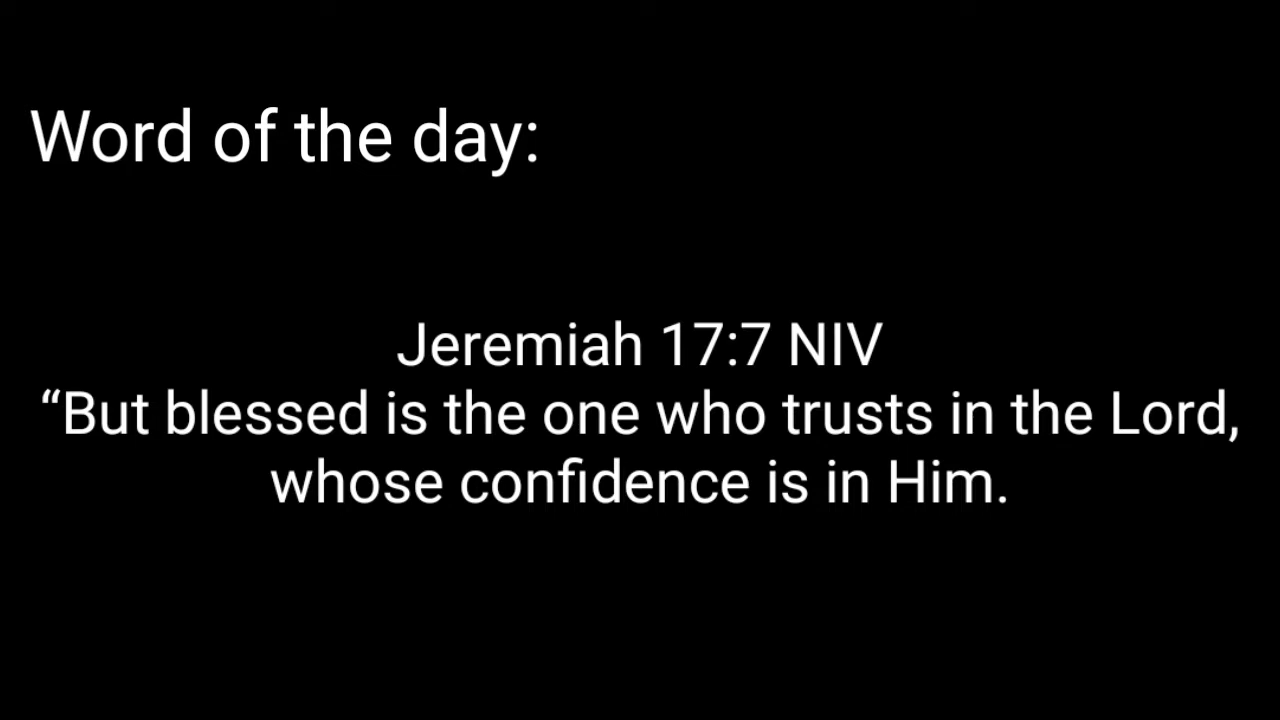 Word of the day:
Jeremiah 17:7 NIV
“But blessed is the one who trusts in the Lord,
whose confidence is in Him.